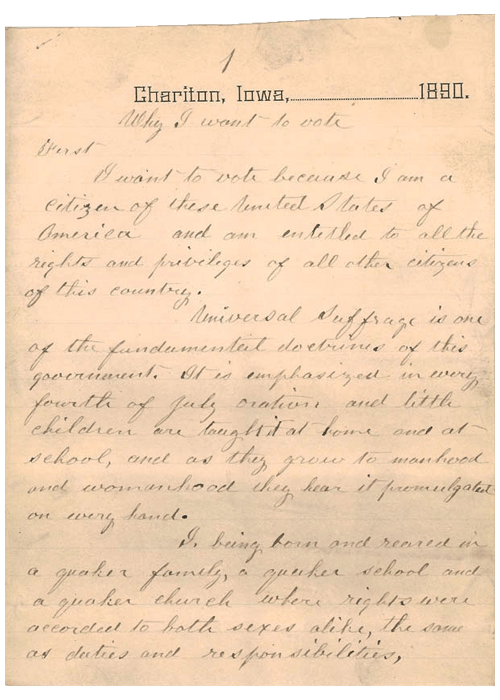 1
Chariton, Iowa,........................1890.
Why I want to vote
First
I want to vote because I am a
citizen of these United States of
America and am entitled to all the
rights and privileges of all other citizens
of this country.
Universal Suffrage is one
of the fundamental doctrines of this
government. It is emphasized in every
fourth of July oration and little
children are taught it at home and at
school, and as they grow to manhood
and womanhood they hear it promulgated
on every hand.
I being born and reared in
a quaker family, a quaker school and
a quaker church where rights were
accorded to both sexes alike, the same
as duties and responsibilities,